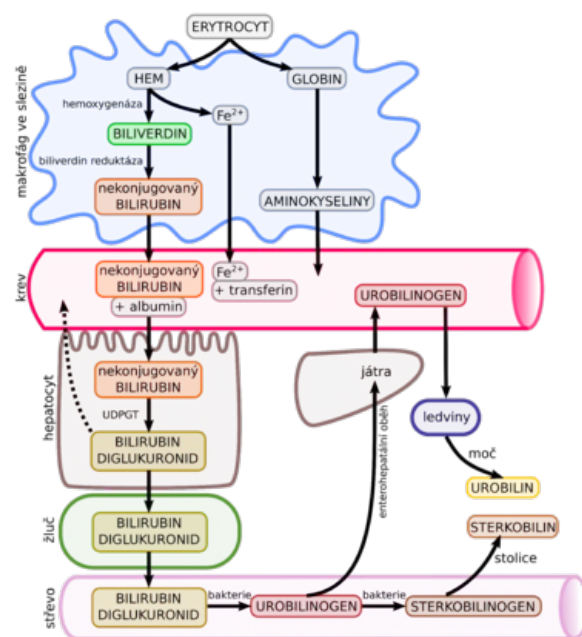 ERYTROCYT
HEM
GLOBIN
hemoxygenáza
Fe2+
BILIVERDIN
biliverdin reduktáza
nekonjugovaný
BILIRUBIN
AMINOKYSELINY
makrofág ve slezině
nekonjugovaný
BILIRUBIN
+ albumin
Fe2+
+ transferin
UROBILINOGEN
krev
nekonjugovaný
BILIRUBIN
UDPGT
BILIRUBIN
DIGLUKURONID
hepatocyt
játra
enterohepatální oběh
ledviny
moč
UROBILIN
BILIRUBIN
DIGLUKURONID
žluč
STERKOBILIN
stolice
BILIRUBIN
DIGLUKURONID
bakterie
UROBILINOGEN
bakterie
STERKOBILINOGEN
střevo